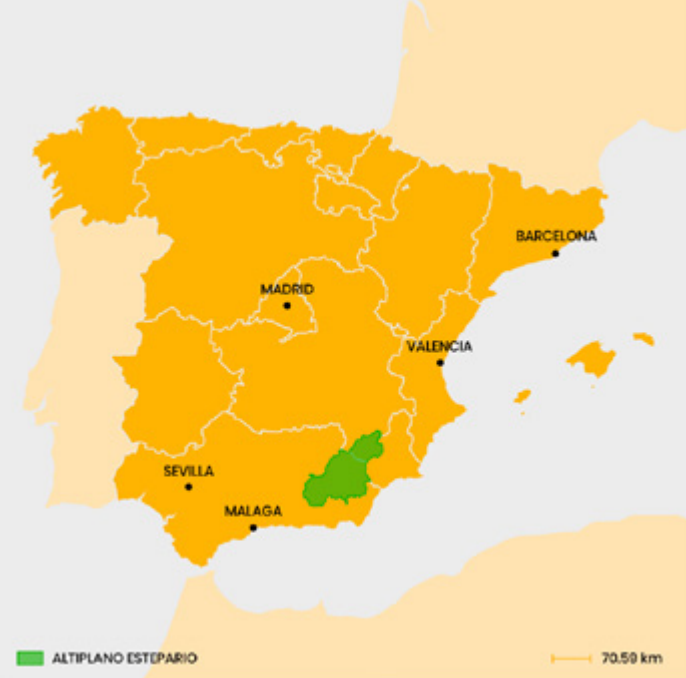 BARCELONA
MADRID
VALENCIA
SEVILLA
MALAGA
ALTIPLANO ESTEPARIO
70.59 km